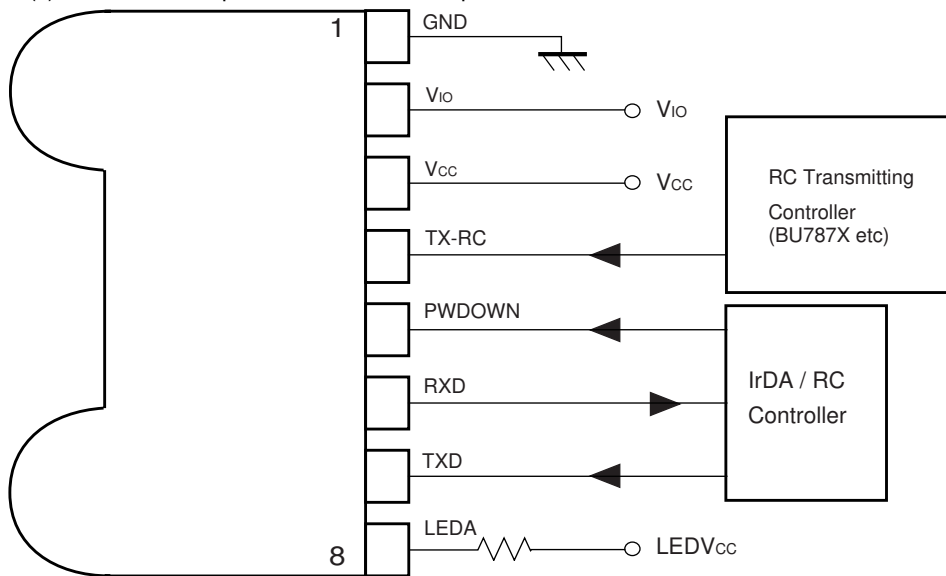 1
GND
VIO
VIO
VCC
VCC
TX-RC
RC Transmitting
Controller
(BU787X etc)
PWDOWN
RXD
IrDA / RC
Controller
TXD
LEDA
LEDVCC
8